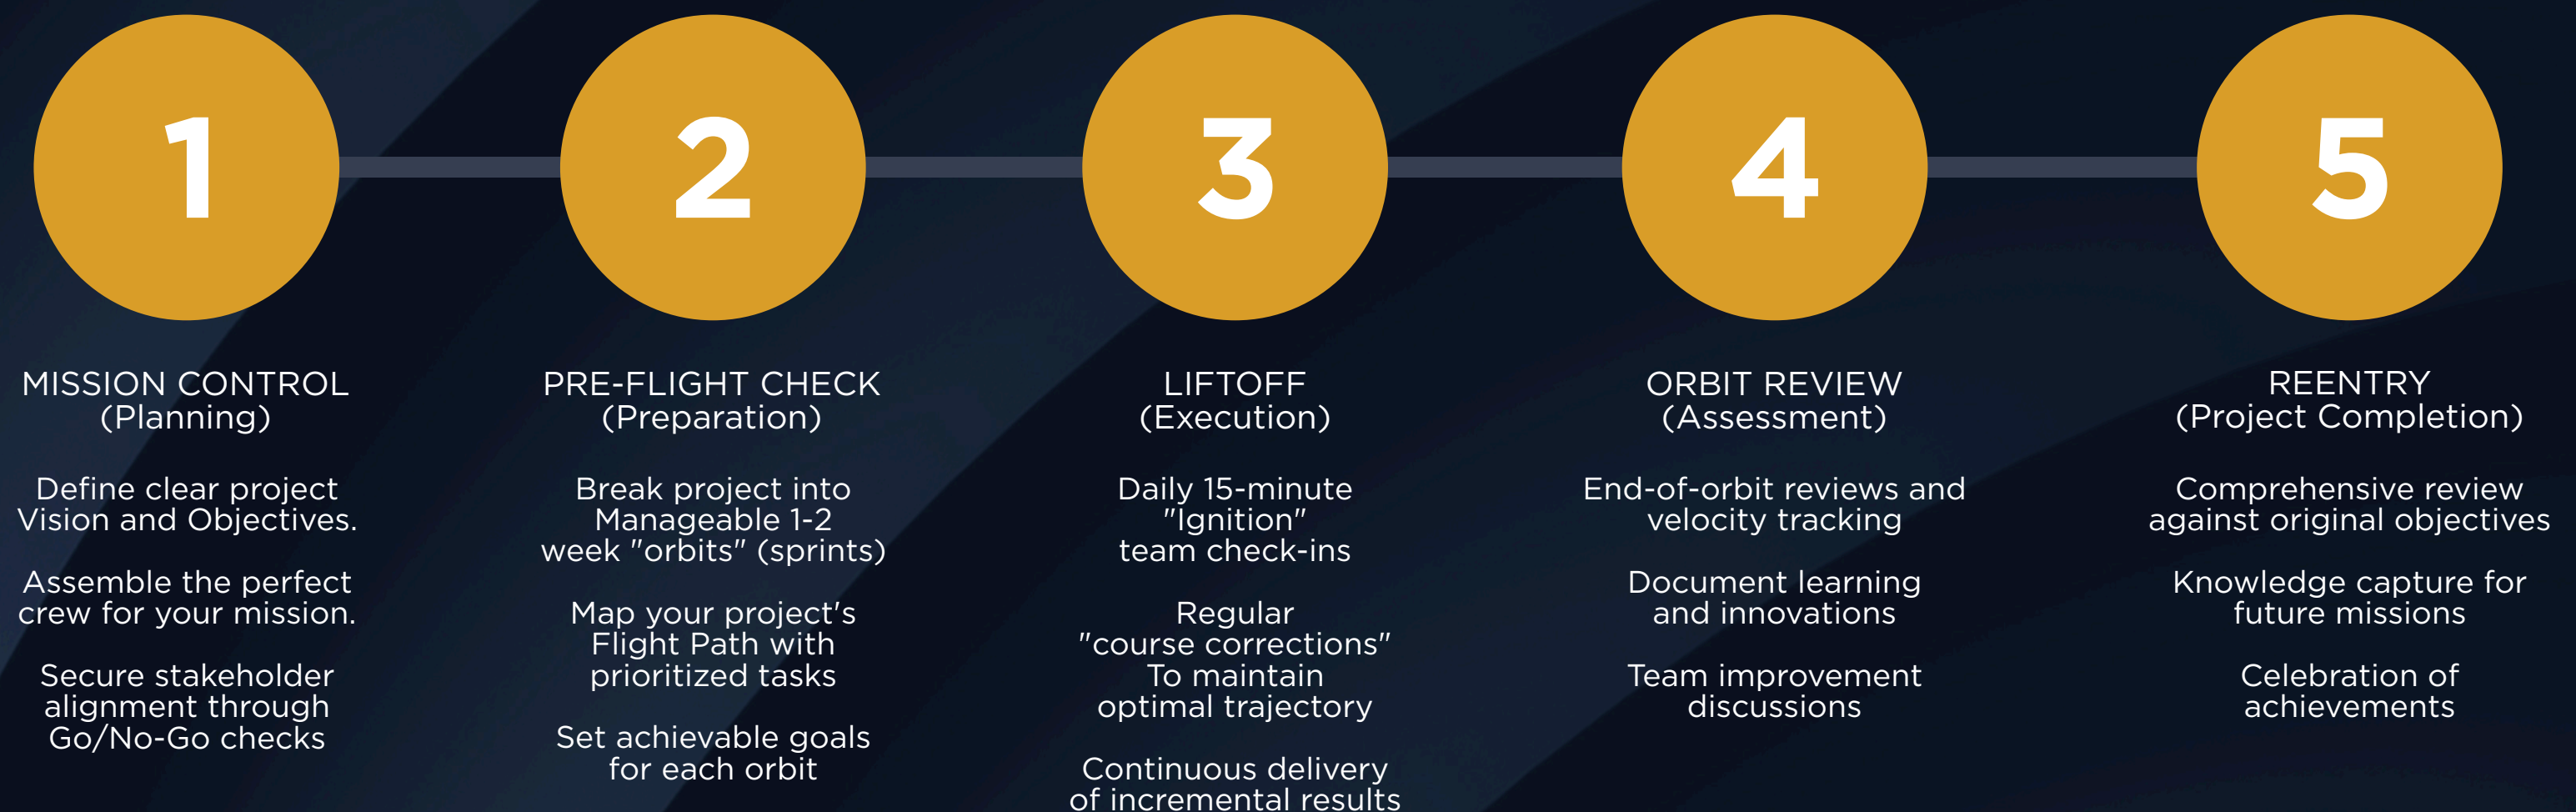 1
MISSION CONTROL
(Planning)
Define clear project
Vision and Objectives.
Assemble the perfect
crew for your mission.
Secure stakeholder
alignment through
Go/No-Go checks
2
PRE-FLIGHT CHECK
(Preparation)
Break project into
Manageable 1-2
week "orbits" (sprints)
Map your project's
Flight Path with
prioritized tasks
Set achievable goals
for each orbit
3
LIFTOFF
(Execution)
Daily 15-minute
"Ignition"
team check-ins
Regular
"course corrections"
To maintain
optimal trajectory
Continuous delivery
of incremental results
4
ORBIT REVIEW
(Assessment)
End-of-orbit reviews and
velocity tracking
Document learning
and innovations
Team improvement
discussions
5
REENTRY
(Project Completion)
Comprehensive review
against original objectives
Knowledge capture for
future missions
Celebration of
achievements